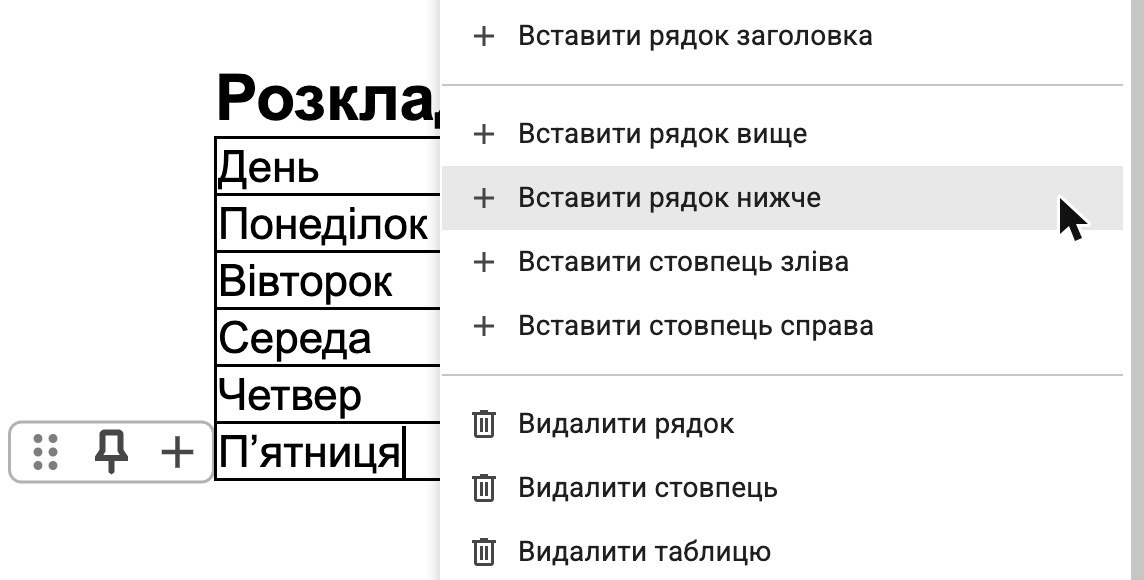 Розклад
День
Понеділок
Вівторок
Середа
Четвер
П’ятниця
Вставити рядок заголовка
Вставити рядок вище
Вставити рядок нижче
Вставити стовпець зліва
Вставити стовпець справа
Видалити рядок
Видалити стовпець
Видалити таблицю